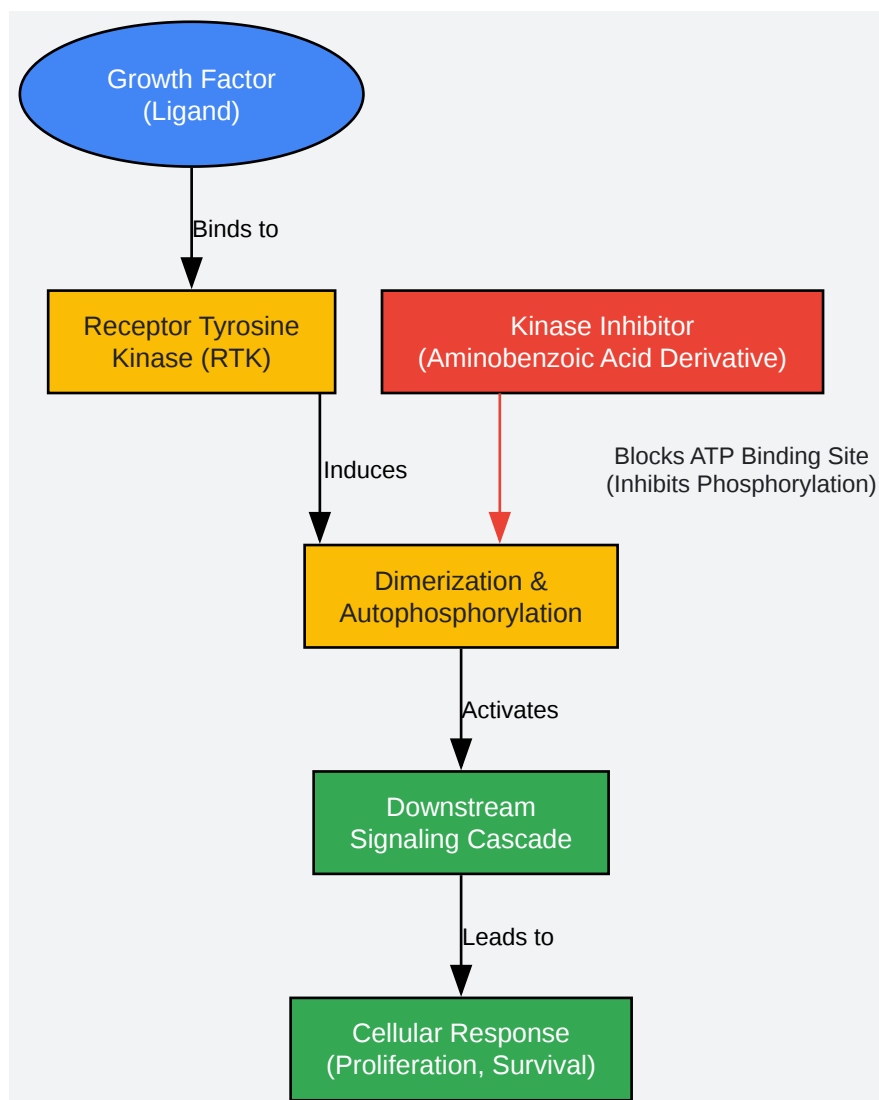 Growth Factor
(Ligand)
Binds to
Receptor Tyrosine
Kinase (RTK)
Kinase Inhibitor
(Aminobenzoic Acid Derivative)
Induces
Blocks ATP Binding Site
(Inhibits Phosphorylation)
Dimerization &
Autophosphorylation
Activates
Downstream
Signaling Cascade
Leads to
Cellular Response
(Proliferation, Survival)